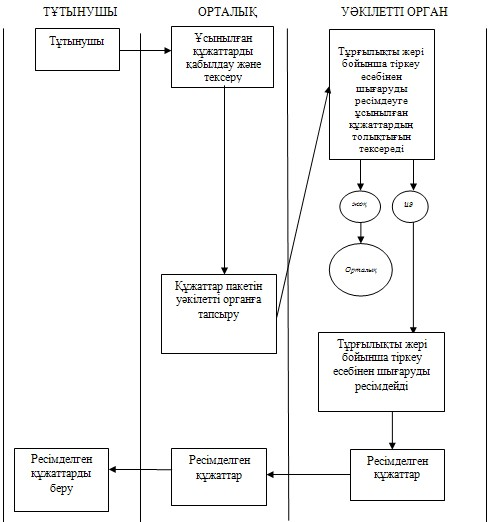 ТҰТЫНУШЫ
ОРТАЛЫҚ
УӘКІЛЕТТІ ОРГАН
Тұтынушы
Ұсынылған
құжаттарды
қабылдау және
тексеру
Тұрғылықты жері
бойынша тіркеу
есебінен
шығаруды
ресімдеуге
ұсынылған
құжаттардың
толықтығын
тексереді
жоқ
иә
Орталық
Құжаттар пакетін
уәкілетті органға
тапсыру
Тұрғылықты жері
бойынша тіркеу
есебінен шығаруды
ресімдейді
Ресімделген
құжаттарды
беру
Ресімделген
құжаттар
Ресімделген
құжаттар